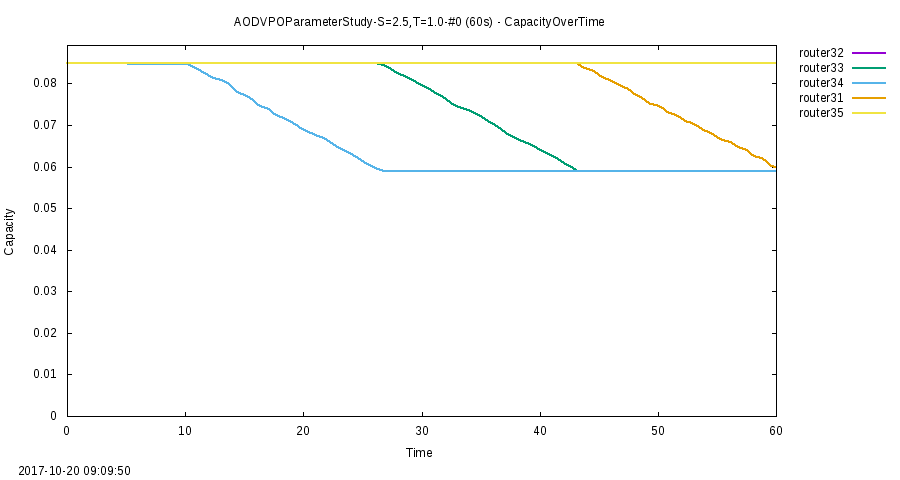 AODVPOParameterStudy-S=2.5,T=1.0-#0 (60s) - CapacityOverTime
router32
router33
router34
router31
router35
0.08
0.07
0.06
0.05
0.04
0.03
0.02
0.01
0
Capacity
0 10 20 30 40 50 60
Time
2017-10-20 09:09:50